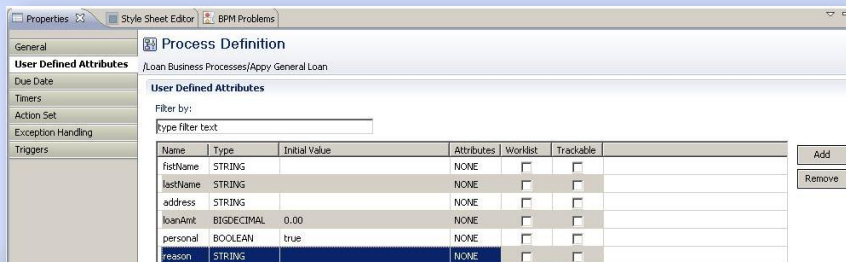 Properties Style Sheet Editor BPM Problems
General
User Defined Attributes
Due Date
Timers
Action Set
Exception Handling
Triggers
Process Definition
/Loan Business Processes/Appy General Loan
User Defined Attributes
Filter by:
type filter text
Name Type Initial Value Attributes Worklist Trackable
fistName STRING NONE
lastName STRING NONE
address STRING NONE
loanAmt BIGDECIMAL 0.00 NONE
personal BOOLEAN true NONE
reason STRING NONE
Add
Remove